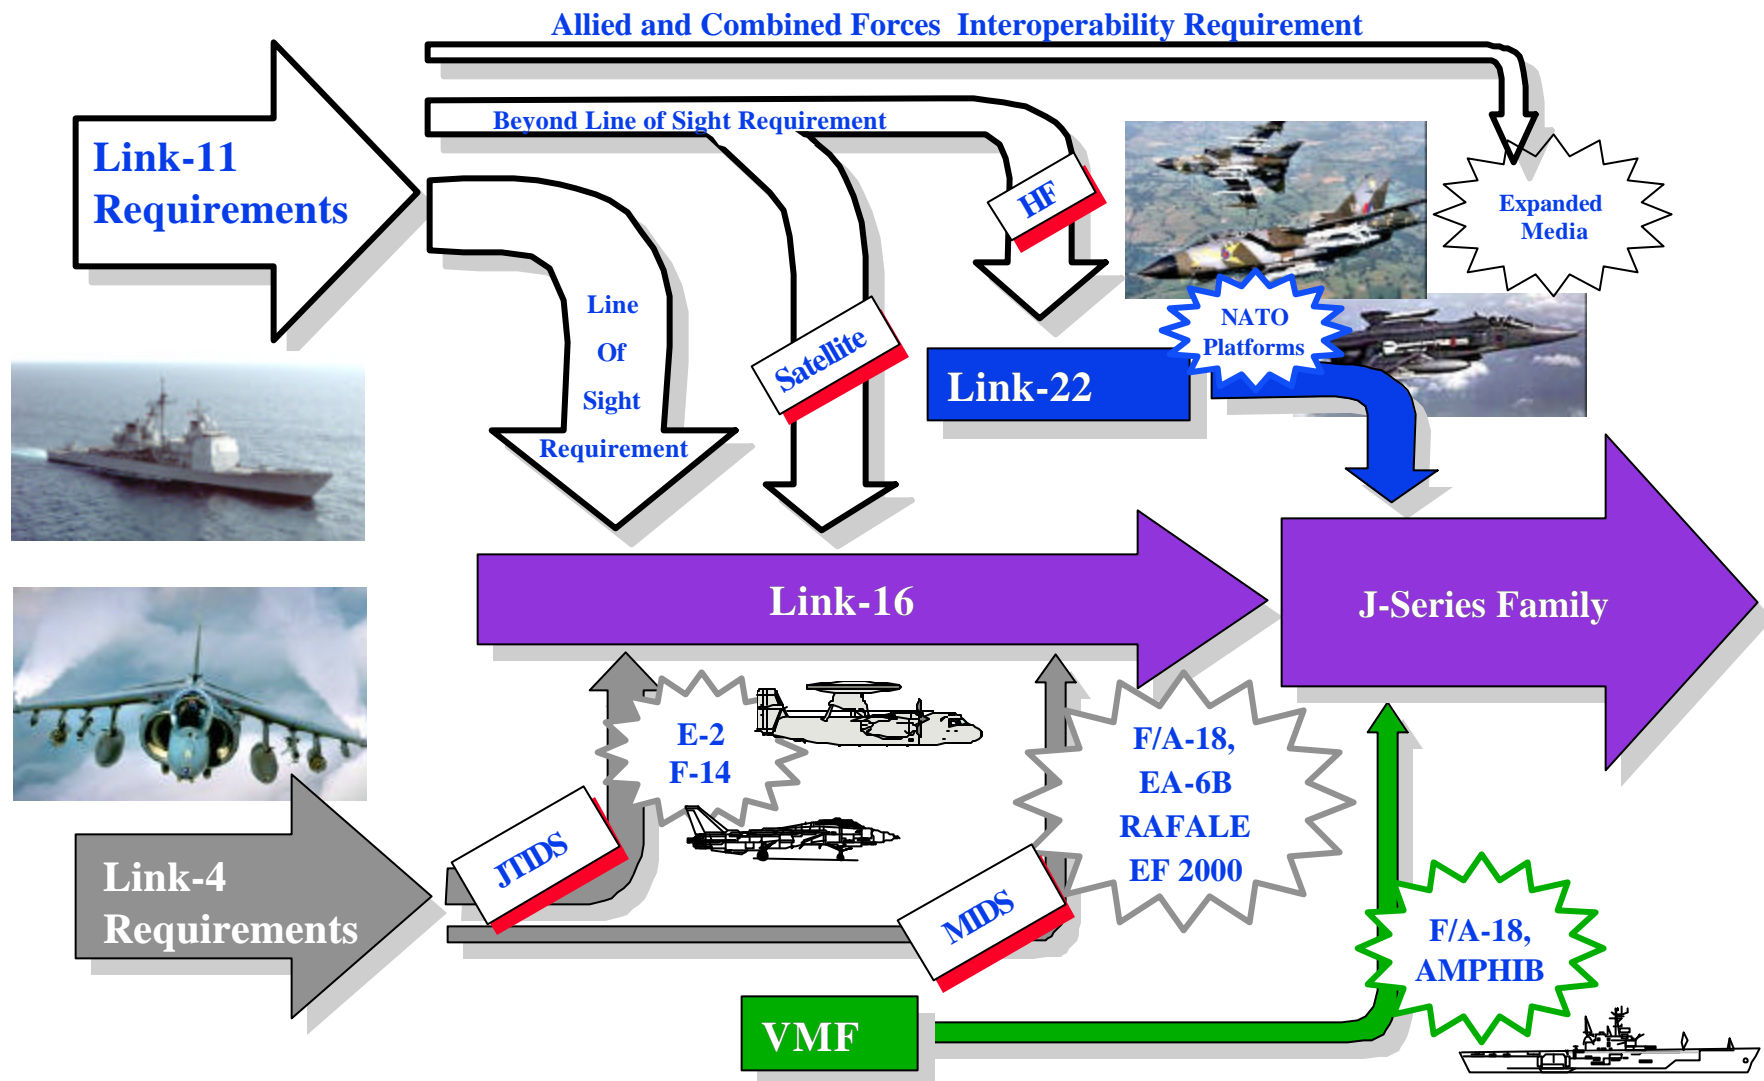 Allied and Combined Forces  Interoperability Requirement
Beyond Line of Sight Requirement
Link-11
Requirements
HF
Expanded
Media
Line
Of
Sight
Requirement
Satellite
NATO
Platforms
Link-22
Link-16
J-Series Family
E-2
F-14
F/A-18,
EA-6B
RAFALE
EF 2000
JTIDS
MIDS
Link-4
Requirements
F/A-18,
AMPHIB
VMF